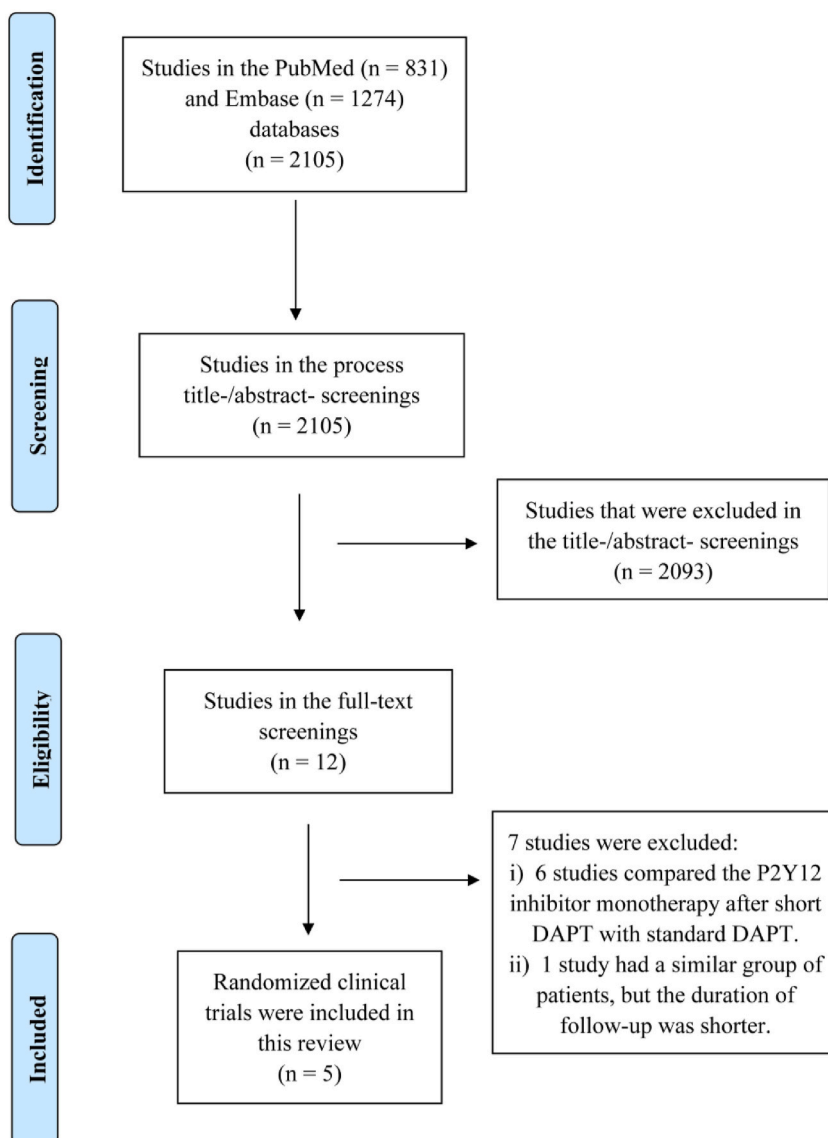 Identification
Studies in the PubMed (n = 831)
and Embase (n = 1274)
databases
(n = 2105)
Screening
Studies in the process
title-/abstract- screenings
(n = 2105)
Studies that were excluded in
the title-/abstract- screenings
(n = 2093)
Eligibility
Studies in the full-text
screenings
(n = 12)
7 studies were excluded:
i) 6 studies compared the P2Y12
inhibitor monotherapy after short
DAPT with standard DAPT.
ii) 1 study had a similar group of
patients, but the duration of
follow-up was shorter.
Included
Randomized clinical
trials were included in
this review
(n = 5)